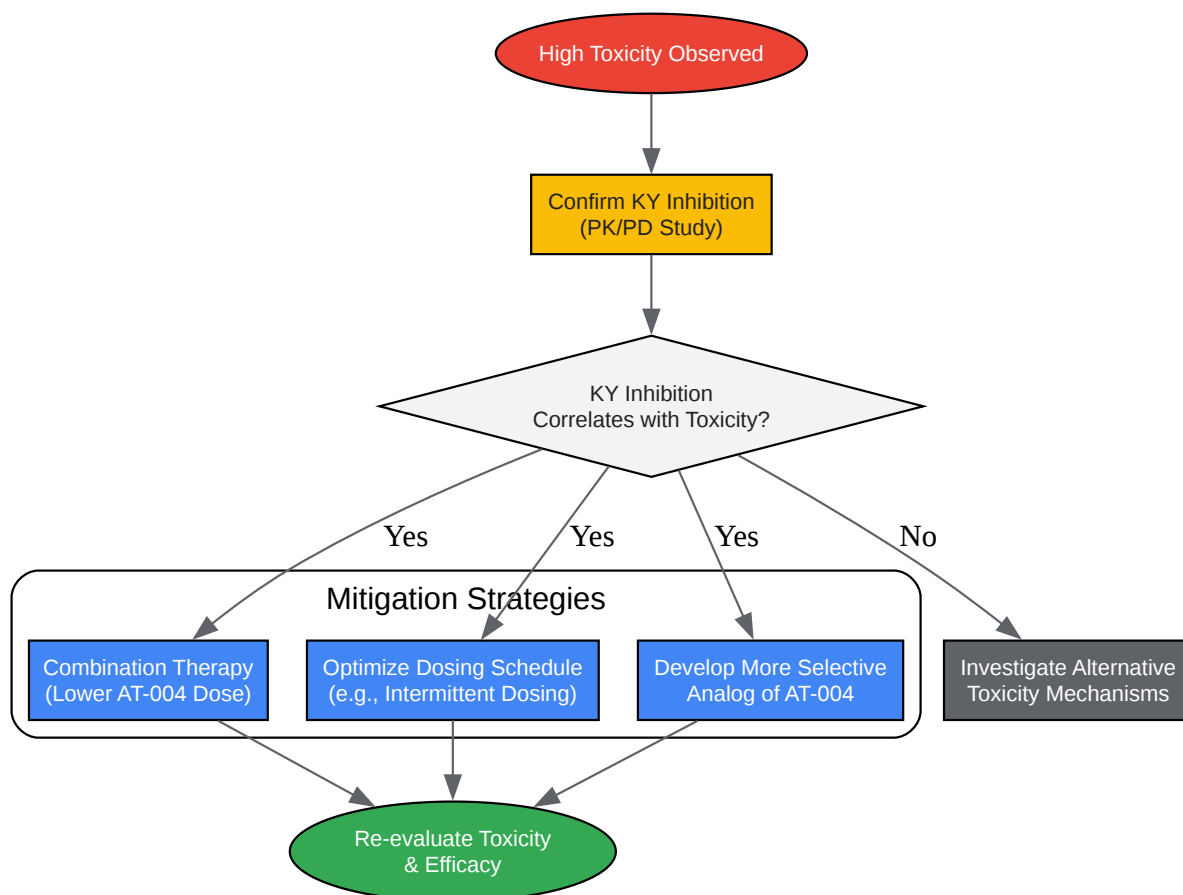 High Toxicity Observed
Confirm KY Inhibition
(PK/PD Study)
KY Inhibition
Correlates with Toxicity?
Yes
Yes
Yes
No
Mitigation Strategies
Combination Therapy
(Lower AT-004 Dose)
Optimize Dosing Schedule
(e.g., Intermittent Dosing)
Develop More Selective
Analog of AT-004
Investigate Alternative
Toxicity Mechanisms
Re-evaluate Toxicity
& Efficacy